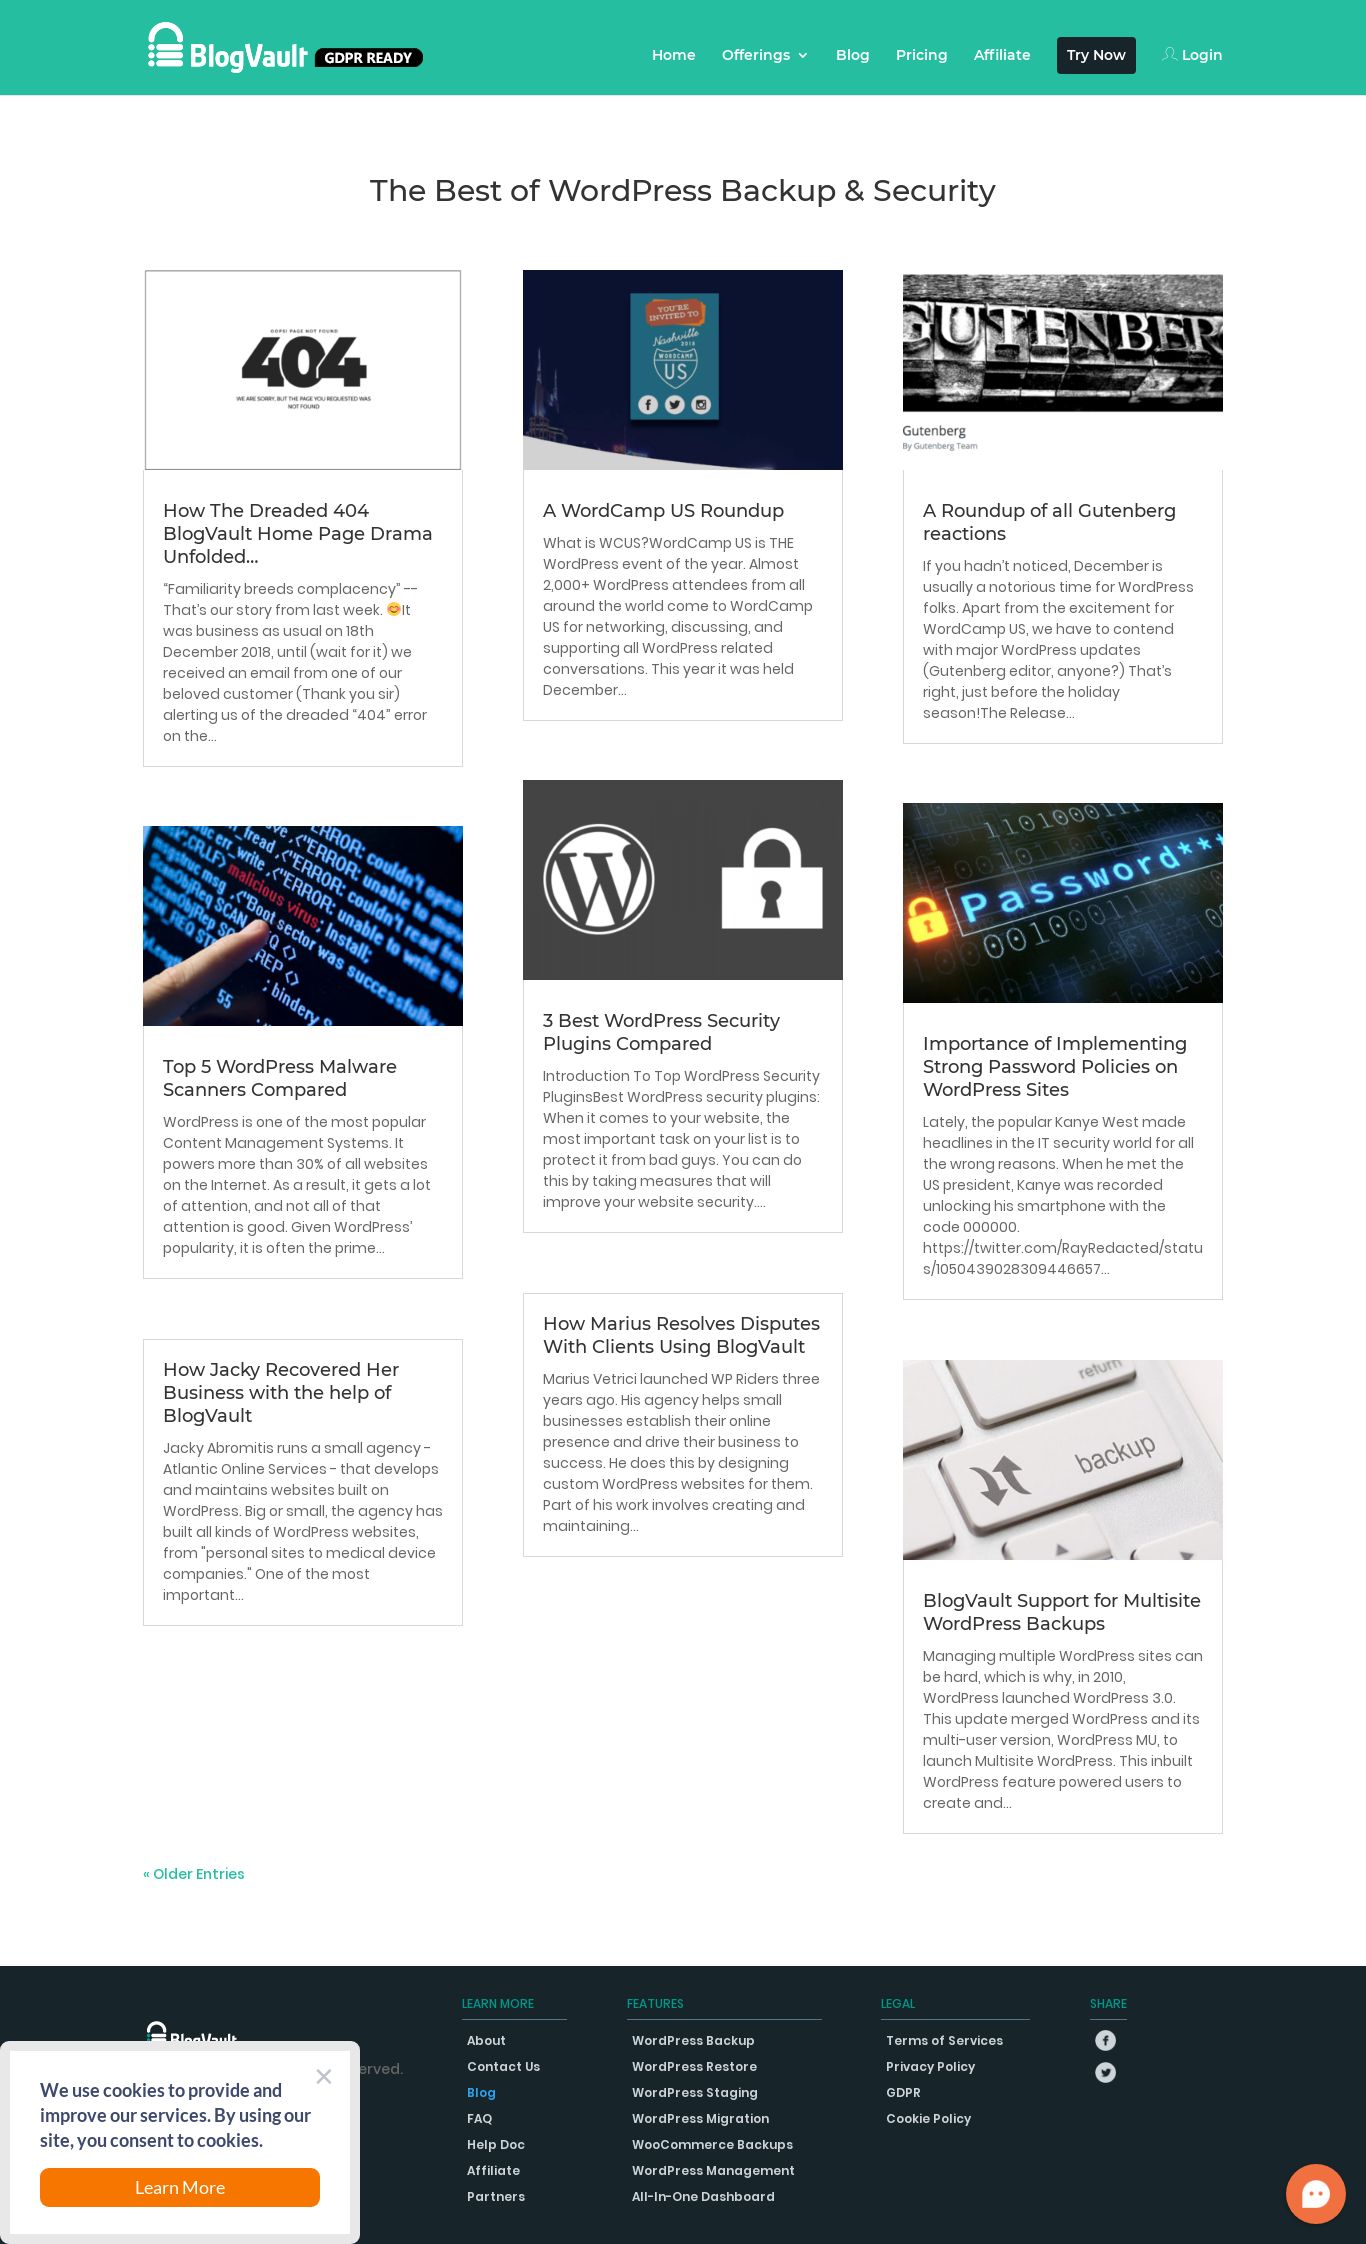 BlogVault GDPR READY
Home Offerings Blog Pricing Affiliate Try Now Login
The Best of WordPress Backup & Security
OOPS! PAGE NOT FOUND
404
WE ARE SORRY, BUT THE PAGE YOU REQUESTED WAS
NOT FOUND
How The Dreaded 404
BlogVault Home Page Drama
Unfolded...
“Familiarity breeds complacency” --
That’s our story from last week. 😊It
was business as usual on 18th
December 2018, until (wait for it) we
received an email from one of our
beloved customer (Thank you sir)
alerting us of the dreaded “404” error
on the...
YOU'RE
INVITED TO
Nashville
2018
WORDCAMP
US
A WordCamp US Roundup
What is WCUS?WordCamp US is THE
WordPress event of the year. Almost
2,000+ WordPress attendees from all
around the world come to WordCamp
US for networking, discussing, and
supporting all WordPress related
conversations. This year it was held
December...
GUTENBER
Gutenberg
By Gutenberg Team
A Roundup of all Gutenberg
reactions
If you hadn’t noticed, December is
usually a notorious time for WordPress
folks. Apart from the excitement for
WordCamp US, we have to contend
with major WordPress updates
(Gutenberg editor, anyone?) That’s
right, just before the holiday
season!The Release...
malicious virus
Top 5 WordPress Malware
Scanners Compared
WordPress is one of the most popular
Content Management Systems. It
powers more than 30% of all websites
on the Internet. As a result, it gets a lot
of attention, and not all of that
attention is good. Given WordPress’
popularity, it is often the prime...
3 Best WordPress Security
Plugins Compared
Introduction To Top WordPress Security
PluginsBest WordPress security plugins:
When it comes to your website, the
most important task on your list is to
protect it from bad guys. You can do
this by taking measures that will
improve your website security....
Password***
Importance of Implementing
Strong Password Policies on
WordPress Sites
Lately, the popular Kanye West made
headlines in the IT security world for all
the wrong reasons. When he met the
US president, Kanye was recorded
unlocking his smartphone with the
code 000000.
https://twitter.com/RayRedacted/statu
s/1050439028309446657...
How Jacky Recovered Her
Business with the help of
BlogVault
Jacky Abromitis runs a small agency -
Atlantic Online Services - that develops
and maintains websites built on
WordPress. Big or small, the agency has
built all kinds of WordPress websites,
from "personal sites to medical device
companies." One of the most
important...
How Marius Resolves Disputes
With Clients Using BlogVault
Marius Vetrici launched WP Riders three
years ago. His agency helps small
businesses establish their online
presence and drive their business to
success. He does this by designing
custom WordPress websites for them.
Part of his work involves creating and
maintaining...
return
backup
BlogVault Support for Multisite
WordPress Backups
Managing multiple WordPress sites can
be hard, which is why, in 2010,
WordPress launched WordPress 3.0.
This update merged WordPress and its
multi-user version, WordPress MU, to
launch Multisite WordPress. This inbuilt
WordPress feature powered users to
create and...
« Older Entries
BlogVault
erved.
LEARN MORE
About
Contact Us
Blog
FAQ
Help Doc
Affiliate
Partners
FEATURES
WordPress Backup
WordPress Restore
WordPress Staging
WordPress Migration
WooCommerce Backups
WordPress Management
All-In-One Dashboard
LEGAL
Terms of Services
Privacy Policy
GDPR
Cookie Policy
SHARE
We use cookies to provide and
improve our services. By using our
site, you consent to cookies.
Learn More